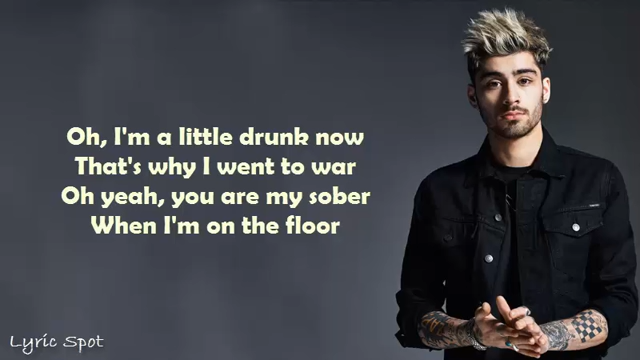 Oh, I'm a little drunk now
That's why I went to war
Oh yeah, you are my sober
When I'm on the floor
Lyric Spot